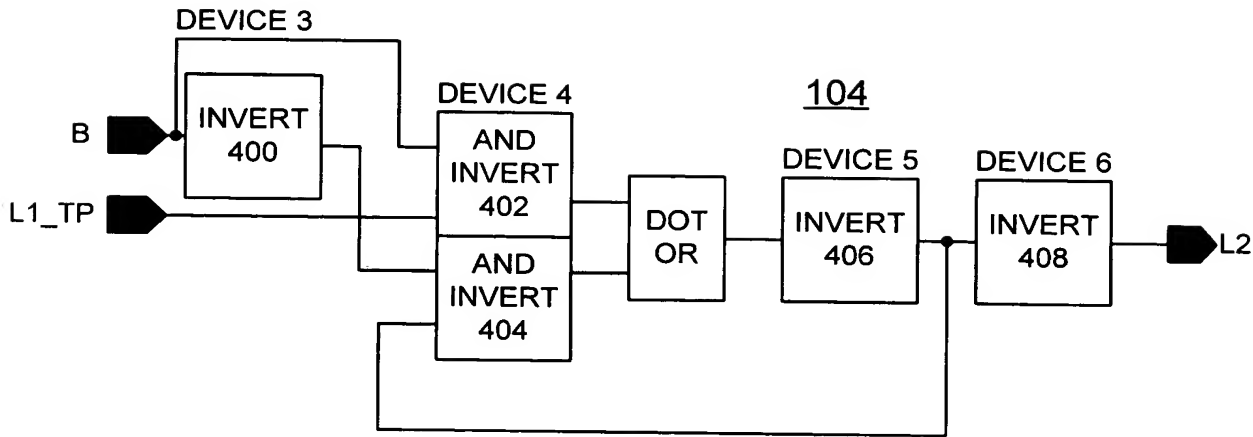 DEVICE 3
B
INVERT
400
L1_TP
DEVICE 4
AND
INVERT
402
AND
INVERT
404
DOT
OR
104
DEVICE 5
INVERT
406
DEVICE 6
INVERT
408
L2